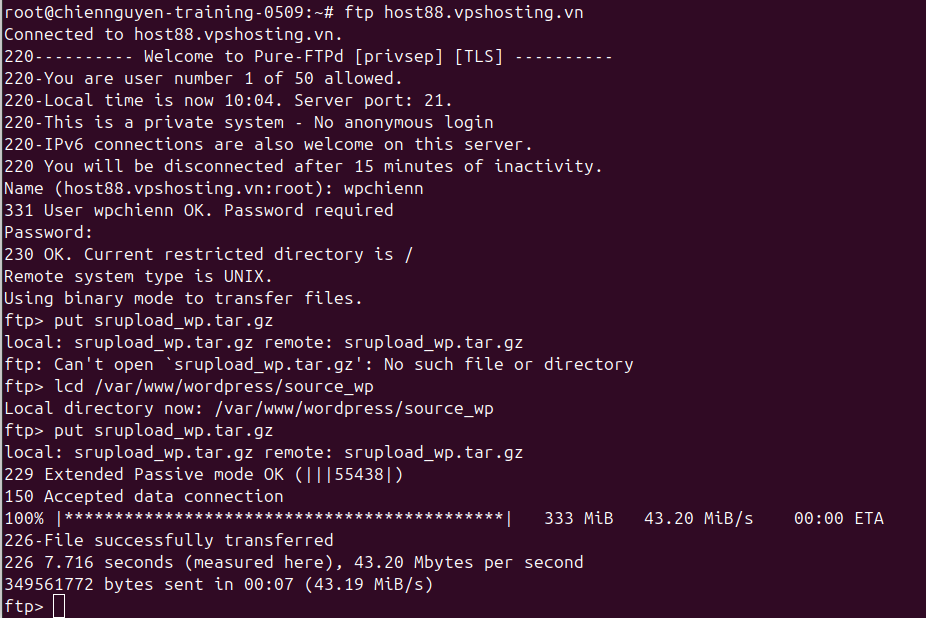 root@chiennguyen-training-0509:~# ftp host88.vpshosting.vn
Connected to host88.vpshosting.vn.
220---------- Welcome to Pure-FTPd [privsep] [TLS] ----------
220-You are user number 1 of 50 allowed.
220-Local time is now 10:04. Server port: 21.
220-This is a private system - No anonymous login
220-IPv6 connections are also welcome on this server.
220 You will be disconnected after 15 minutes of inactivity.
Name (host88.vpshosting.vn:root): wpchienn
331 User wpchienn OK. Password required
Password:
230 OK. Current restricted directory is /
Remote system type is UNIX.
Using binary mode to transfer files.
ftp> put srupload_wp.tar.gz
local: srupload_wp.tar.gz remote: srupload_wp.tar.gz
ftp: Can't open `srupload_wp.tar.gz': No such file or directory
ftp> lcd /var/www/wordpress/source_wp
Local directory now: /var/www/wordpress/source_wp
ftp> put srupload_wp.tar.gz
local: srupload_wp.tar.gz remote: srupload_wp.tar.gz
229 Extended Passive mode OK (|||55438|)
150 Accepted data connection
100% |********************************************|   333 MiB   43.20 MiB/s    00:00 ETA
226-File successfully transferred
226 7.716 seconds (measured here), 43.20 Mbytes per second
349561772 bytes sent in 00:07 (43.19 MiB/s)
ftp>